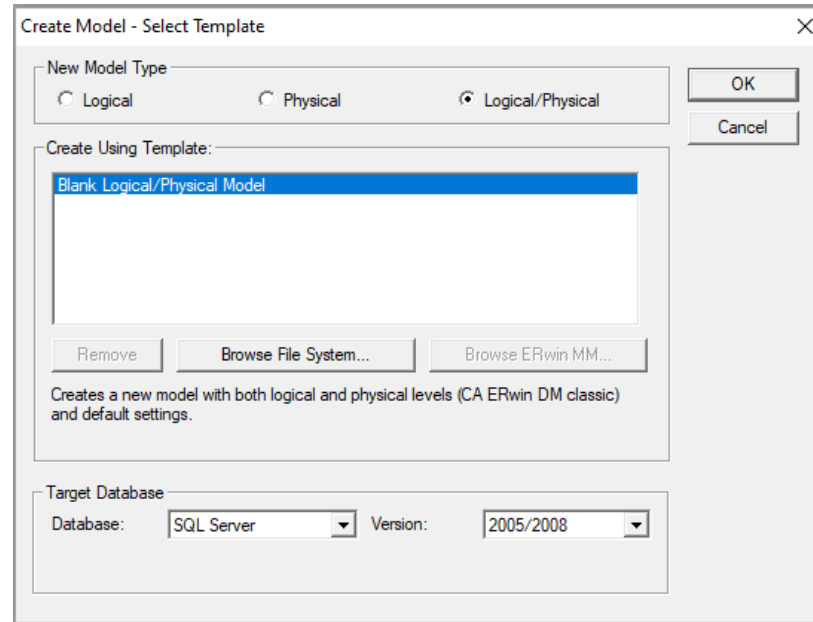 Create Model - Select Template
New Model Type
Logical
Physical
Logical/Physical
OK
Cancel
Create Using Template:
Blank Logical/Physical Model
Remove
Browse File System...
Browse ERwin MM...
Creates a new model with both logical and physical levels (CA ERwin DM classic)
and default settings.
Target Database
Database:
SQL Server
Version:
2005/2008